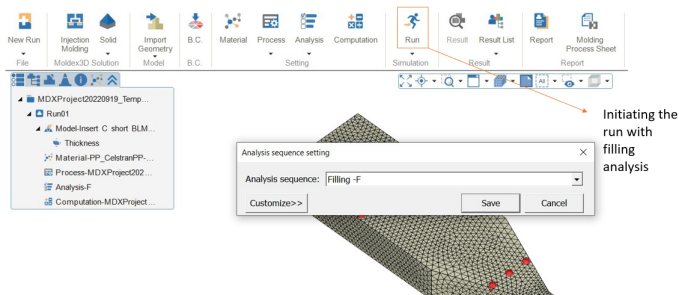 New Run
Injection
Molding
Solid
Import
Geometry
B.C.
Material
Process
Analysis
Computation
Run
Result
Result List
Report
Molding
Process Sheet
File
Moldex3D Solution
Model
B.C.
Setting
Simulation
Result
Report
All
MDXProject20220919_Temp...
Run01
Model-Insert C short BLM...
Thickness
Material-PP_CelstranPP-...
Process-MDXProject202...
Analysis-F
Computation-MDXProject...
Initiating the
run with
filling
analysis
Analysis sequence setting
Analysis sequence: Filling -F
Customize>> Save Cancel